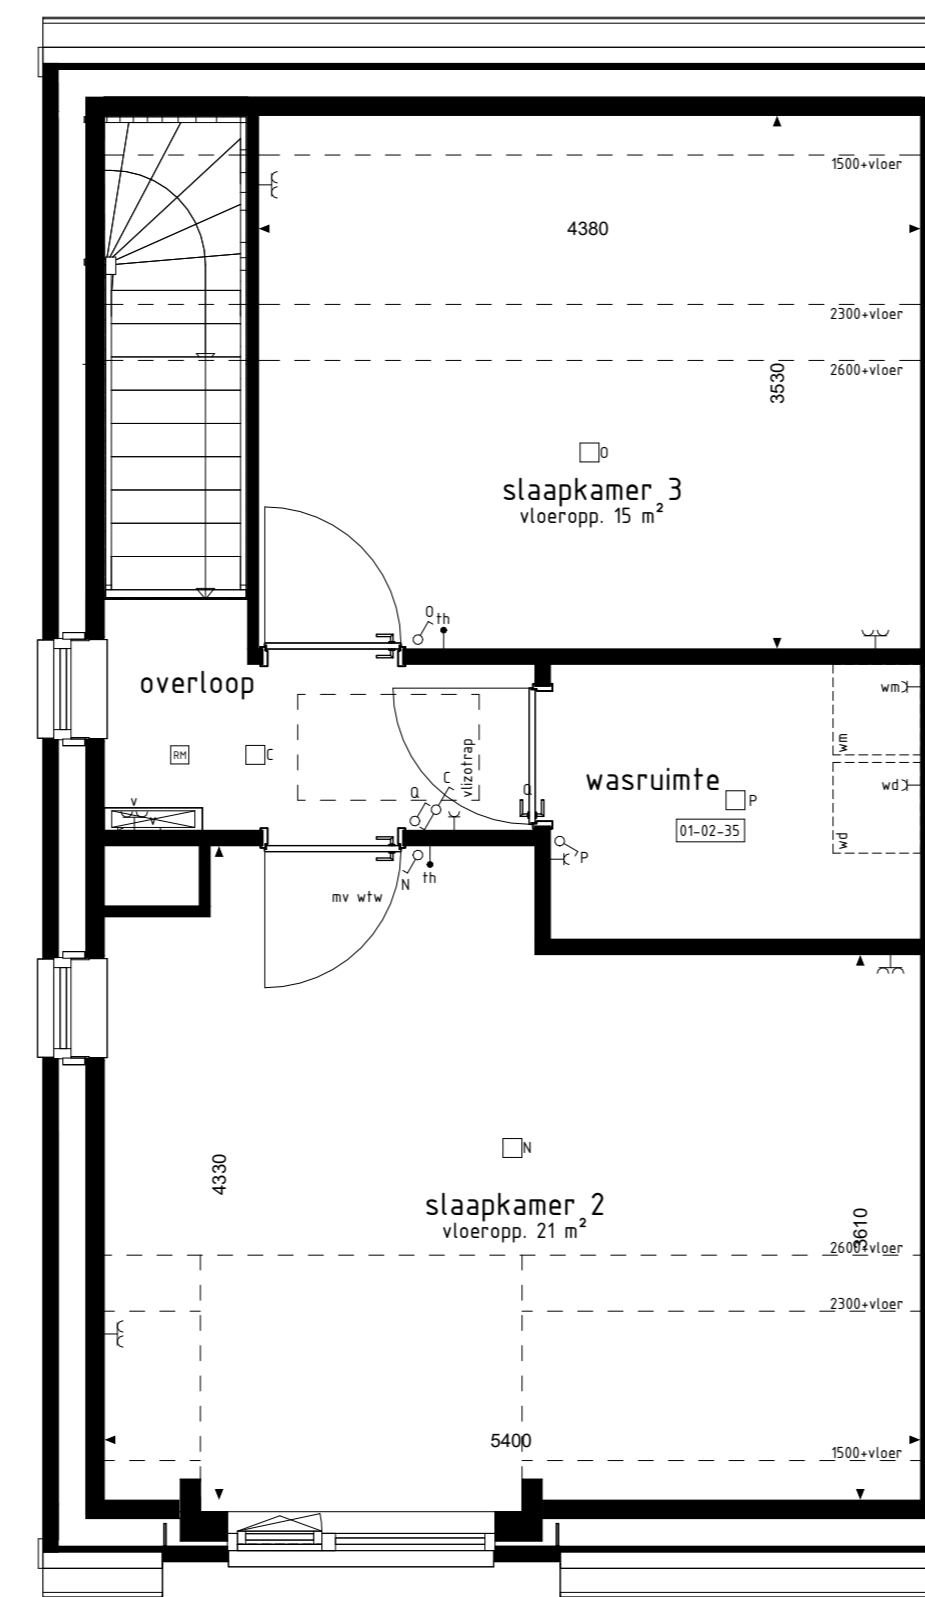 1500+vloer
4380
2300+vloer
2600+vloer
3530
O
slaapkamer 3
vloeropp. 15 m²
O
th
overloop
wm
wm
RM
C
vlizotrap
C
Q
Q
wasruimte
P
wd
01-02-35
wd
v
v
P
mv wtw
N
th
N
4330
slaapkamer 2
vloeropp. 21 m²
3610
2600+vloer
2300+vloer
5400
1500+vloer